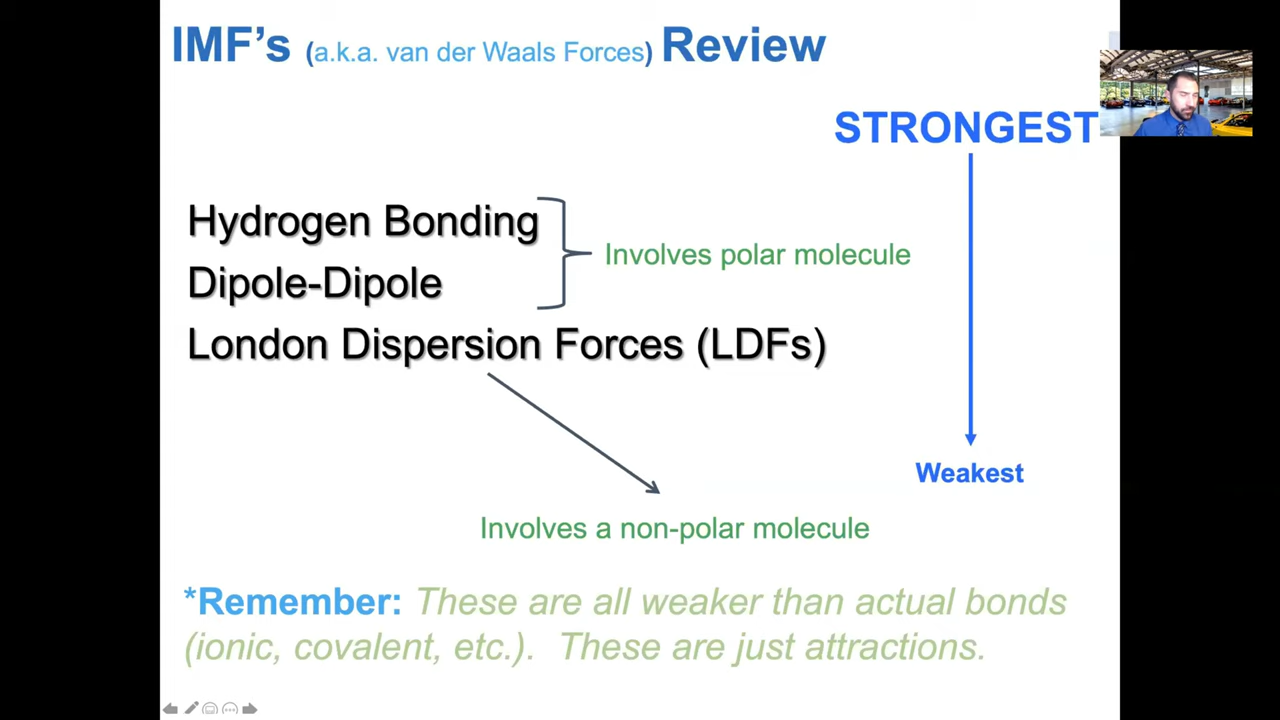 IMF's (a.k.a. van der Waals Forces) Review
STRONGEST
Hydrogen Bonding
Involves polar molecule
Dipole-Dipole
London Dispersion Forces (LDFs)
Weakest
Involves a non-polar molecule
*Remember: These are all weaker than actual bonds
(ionic, covalent, etc.). These are just attractions.